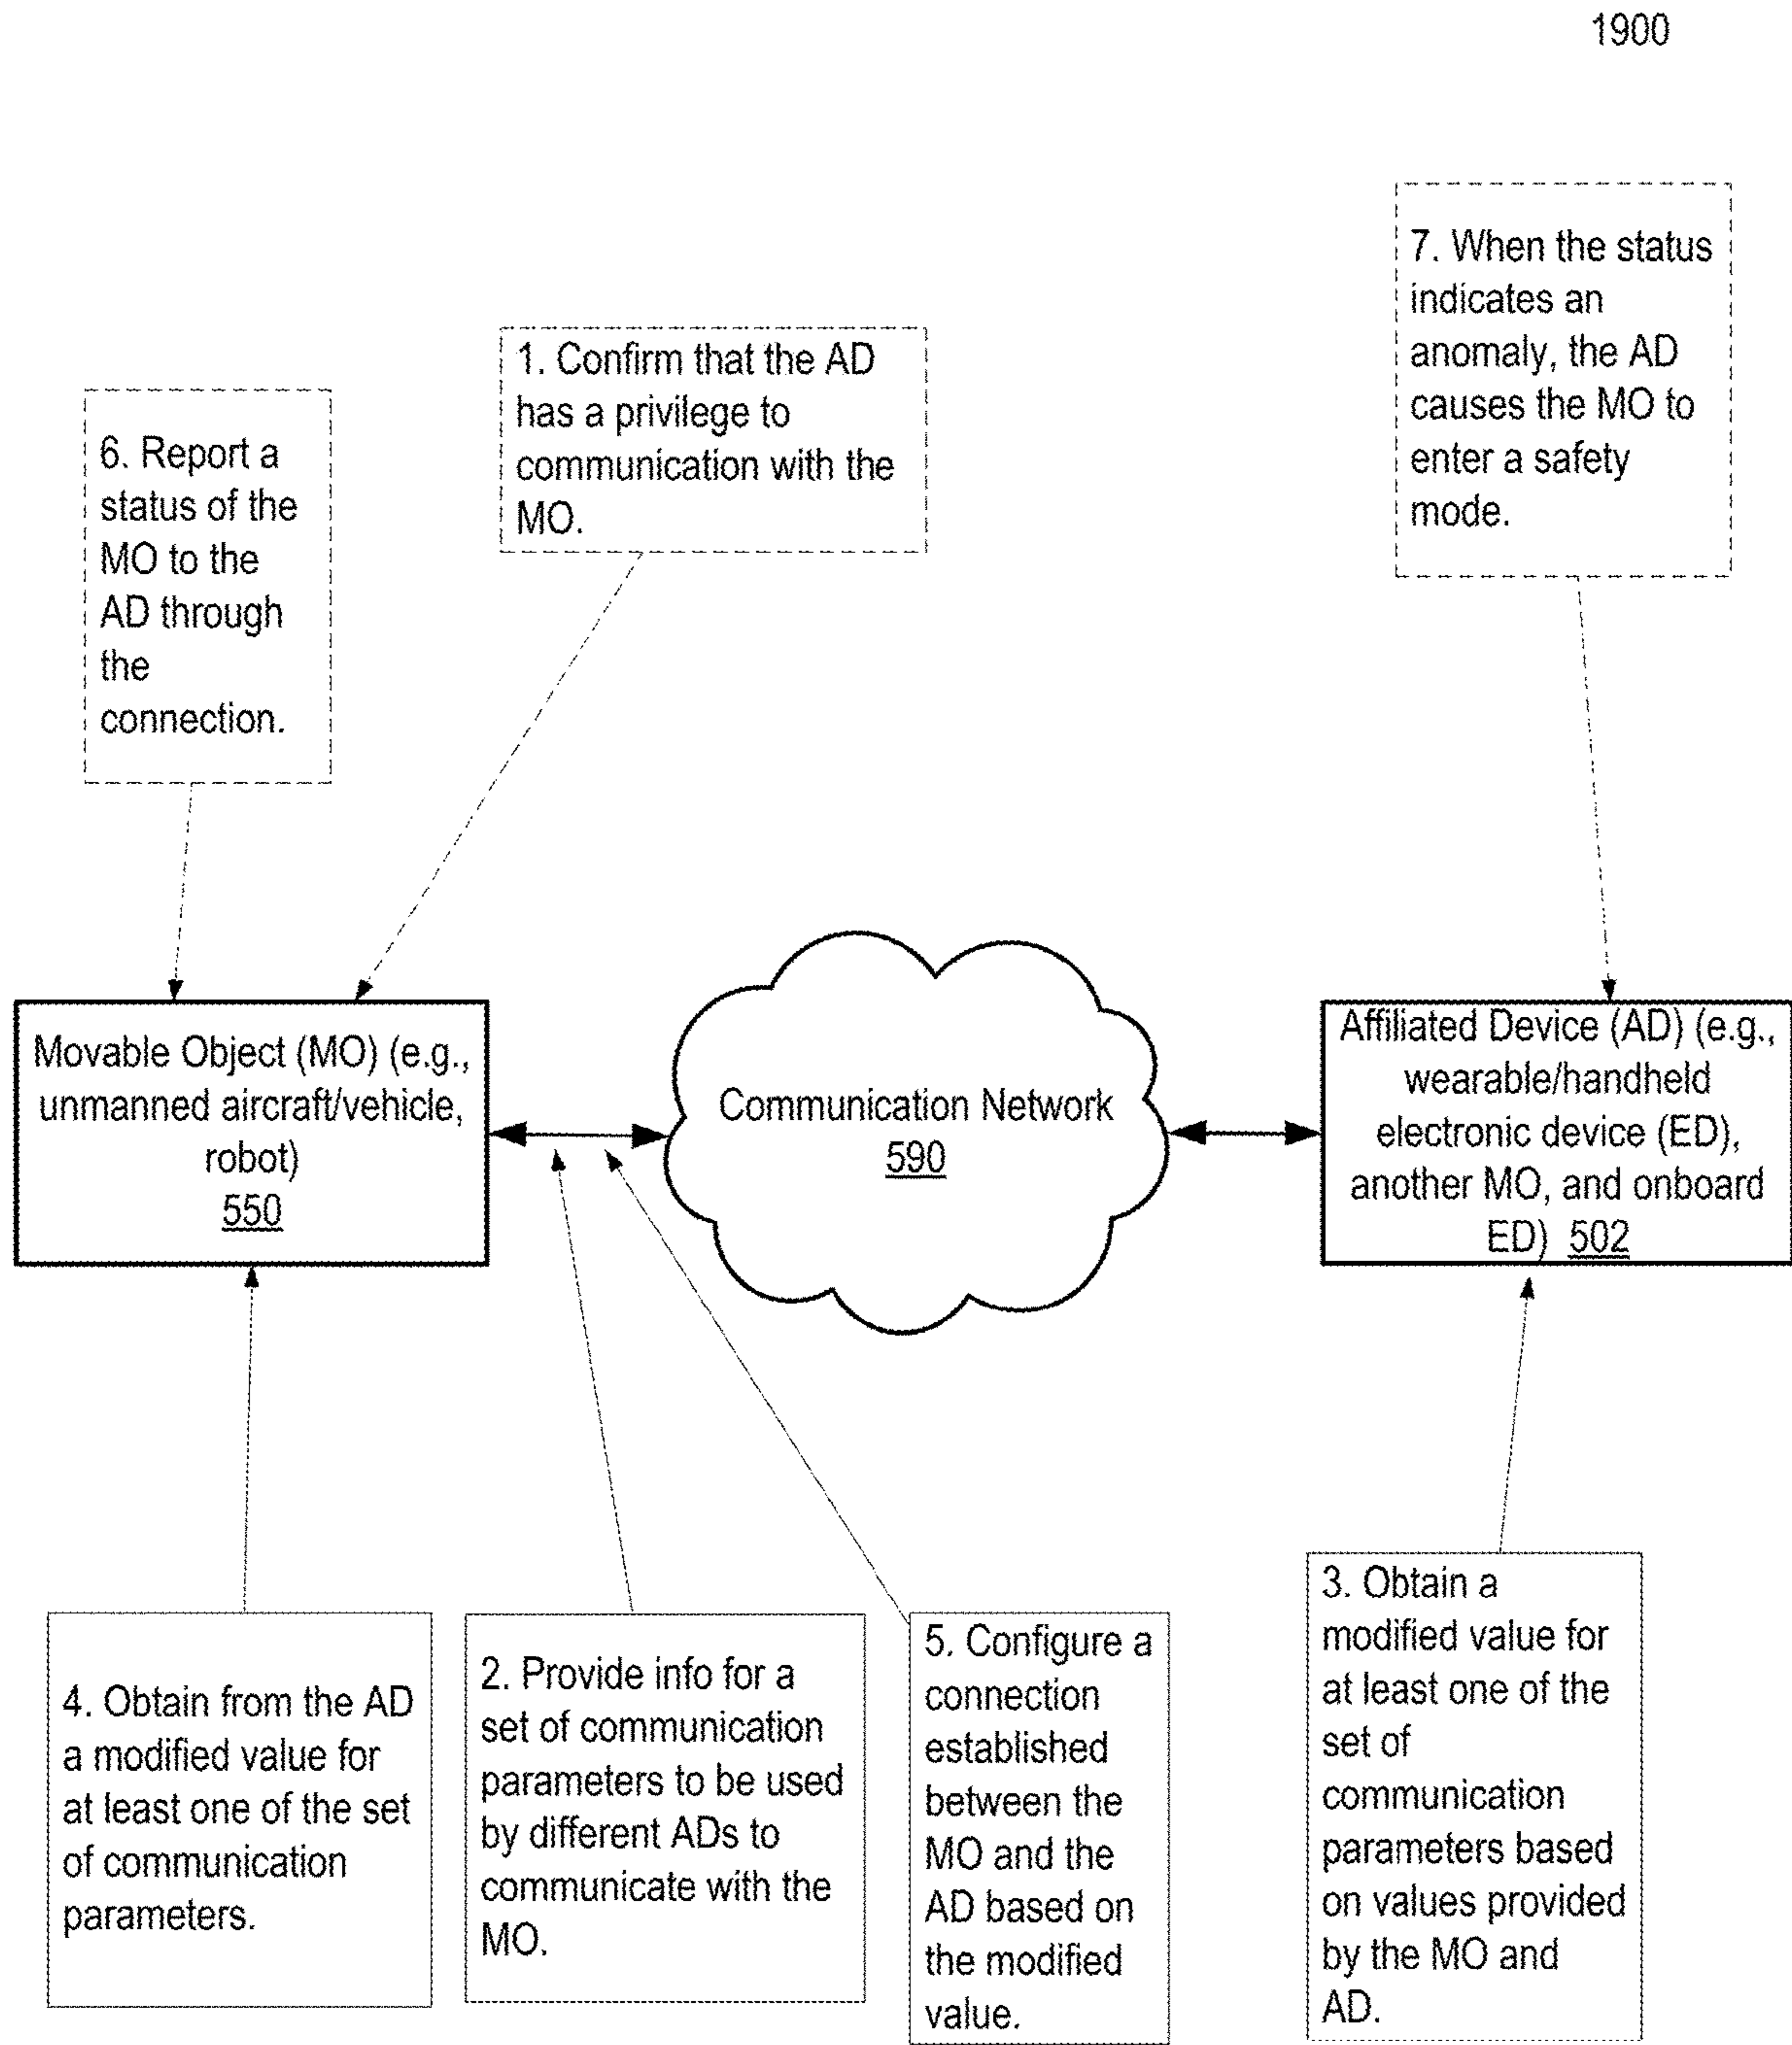 1900
7. When the status
indicates an
anomaly, the AD
causes the MO to
enter a safety
mode.
1. Confirm that the AD
has a privilege to
communication with the
MO.
6. Report a
status of the
MO to the
AD through
the
connection.
Movable Object (MO) (e.g.,
unmanned aircraft/vehicle,
robot)
550
Communication Network
590
Affiliated Device (AD) (e.g.,
wearable/handheld
electronic device (ED),
another MO, and onboard
ED) 502
4. Obtain from the AD
a modified value for
at least one of the set
of communication
parameters.
2. Provide info for a
set of communication
parameters to be used
by different ADs to
communicate with the
MO.
5. Configure a
connection
established
between the
MO and the
AD based on
the modified
value.
3. Obtain a
modified value for
at least one of the
set of
communication
parameters based
on values provided
by the MO and
AD.